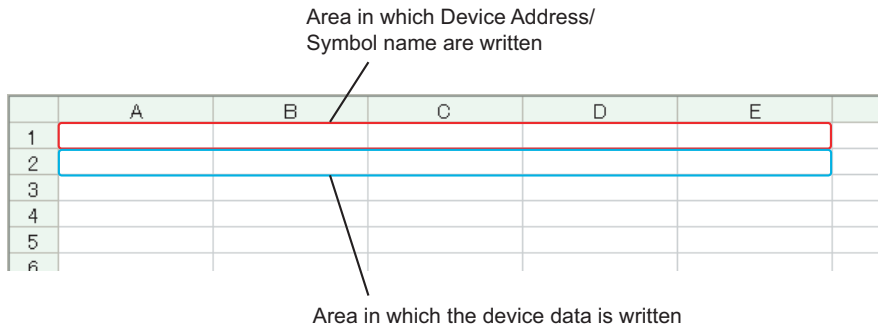 Area in which Device Address/
Symbol name are written
A B C D E
1
2
3
4
5
6
Area in which the device data is written